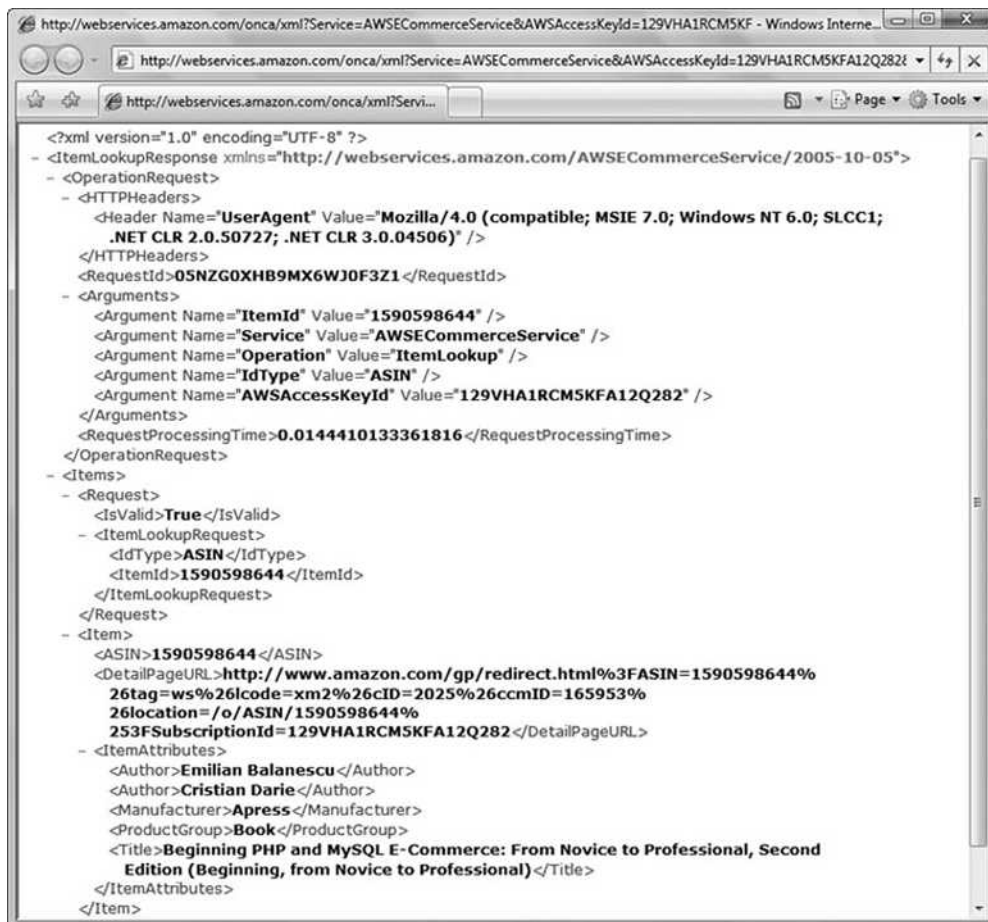 http://webservices.amazon.com/onca/xml?Service=AWSECommerceService&AWSAccessKeyId=129VHA1RCM5KF - Windows Interne...
http://webservices.amazon.com/onca/xml?Service=AWSECommerceService&AWSAccessKeyId=129VHA1RCM5KFA12Q282&
http://webservices.amazon.com/onca/xml?Servi...
Page
Tools
<?xml version="1.0" encoding="UTF-8" ?>
- <ItemLookupResponse xmlns="http://webservices.amazon.com/AWSECommerceService/2005-10-05">
- <OperationRequest>
- <HTTPHeaders>
<Header Name="UserAgent" Value="Mozilla/4.0 (compatible; MSIE 7.0; Windows NT 6.0; SLCC1;
.NET CLR 2.0.50727; .NET CLR 3.0.04506)" />
</HTTPHeaders>
<RequestId>05NZG0XHB9MX6WJ0F3Z1</RequestId>
- <Arguments>
<Argument Name="ItemId" Value="1590598644" />
<Argument Name="Service" Value="AWSECommerceService" />
<Argument Name="Operation" Value="ItemLookup" />
<Argument Name="IdType" Value="ASIN" />
<Argument Name="AWSAccessKeyId" Value="129VHA1RCM5KFA12Q282" />
</Arguments>
<RequestProcessingTime>0.0144410133361816</RequestProcessingTime>
</OperationRequest>
- <Items>
- <Request>
<IsValid>True</IsValid>
- <ItemLookupRequest>
<IdType>ASIN</IdType>
<ItemId>1590598644</ItemId>
</ItemLookupRequest>
</Request>
- <Item>
<ASIN>1590598644</ASIN>
<DetailPageURL>http://www.amazon.com/gp/redirect.html%3FASIN=1590598644%
26tag=ws%26lcode=xm2%26cID=2025%26ccmID=165953%
26location=/o/ASIN/1590598644%
253FSubscriptionId=129VHA1RCM5KFA12Q282</DetailPageURL>
- <ItemAttributes>
<Author>Emilian Balanescu</Author>
<Author>Cristian Darie</Author>
<Manufacturer>Apress</Manufacturer>
<ProductGroup>Book</ProductGroup>
<Title>Beginning PHP and MySQL E-Commerce: From Novice to Professional, Second
Edition (Beginning, from Novice to Professional)</Title>
</ItemAttributes>
</Item>